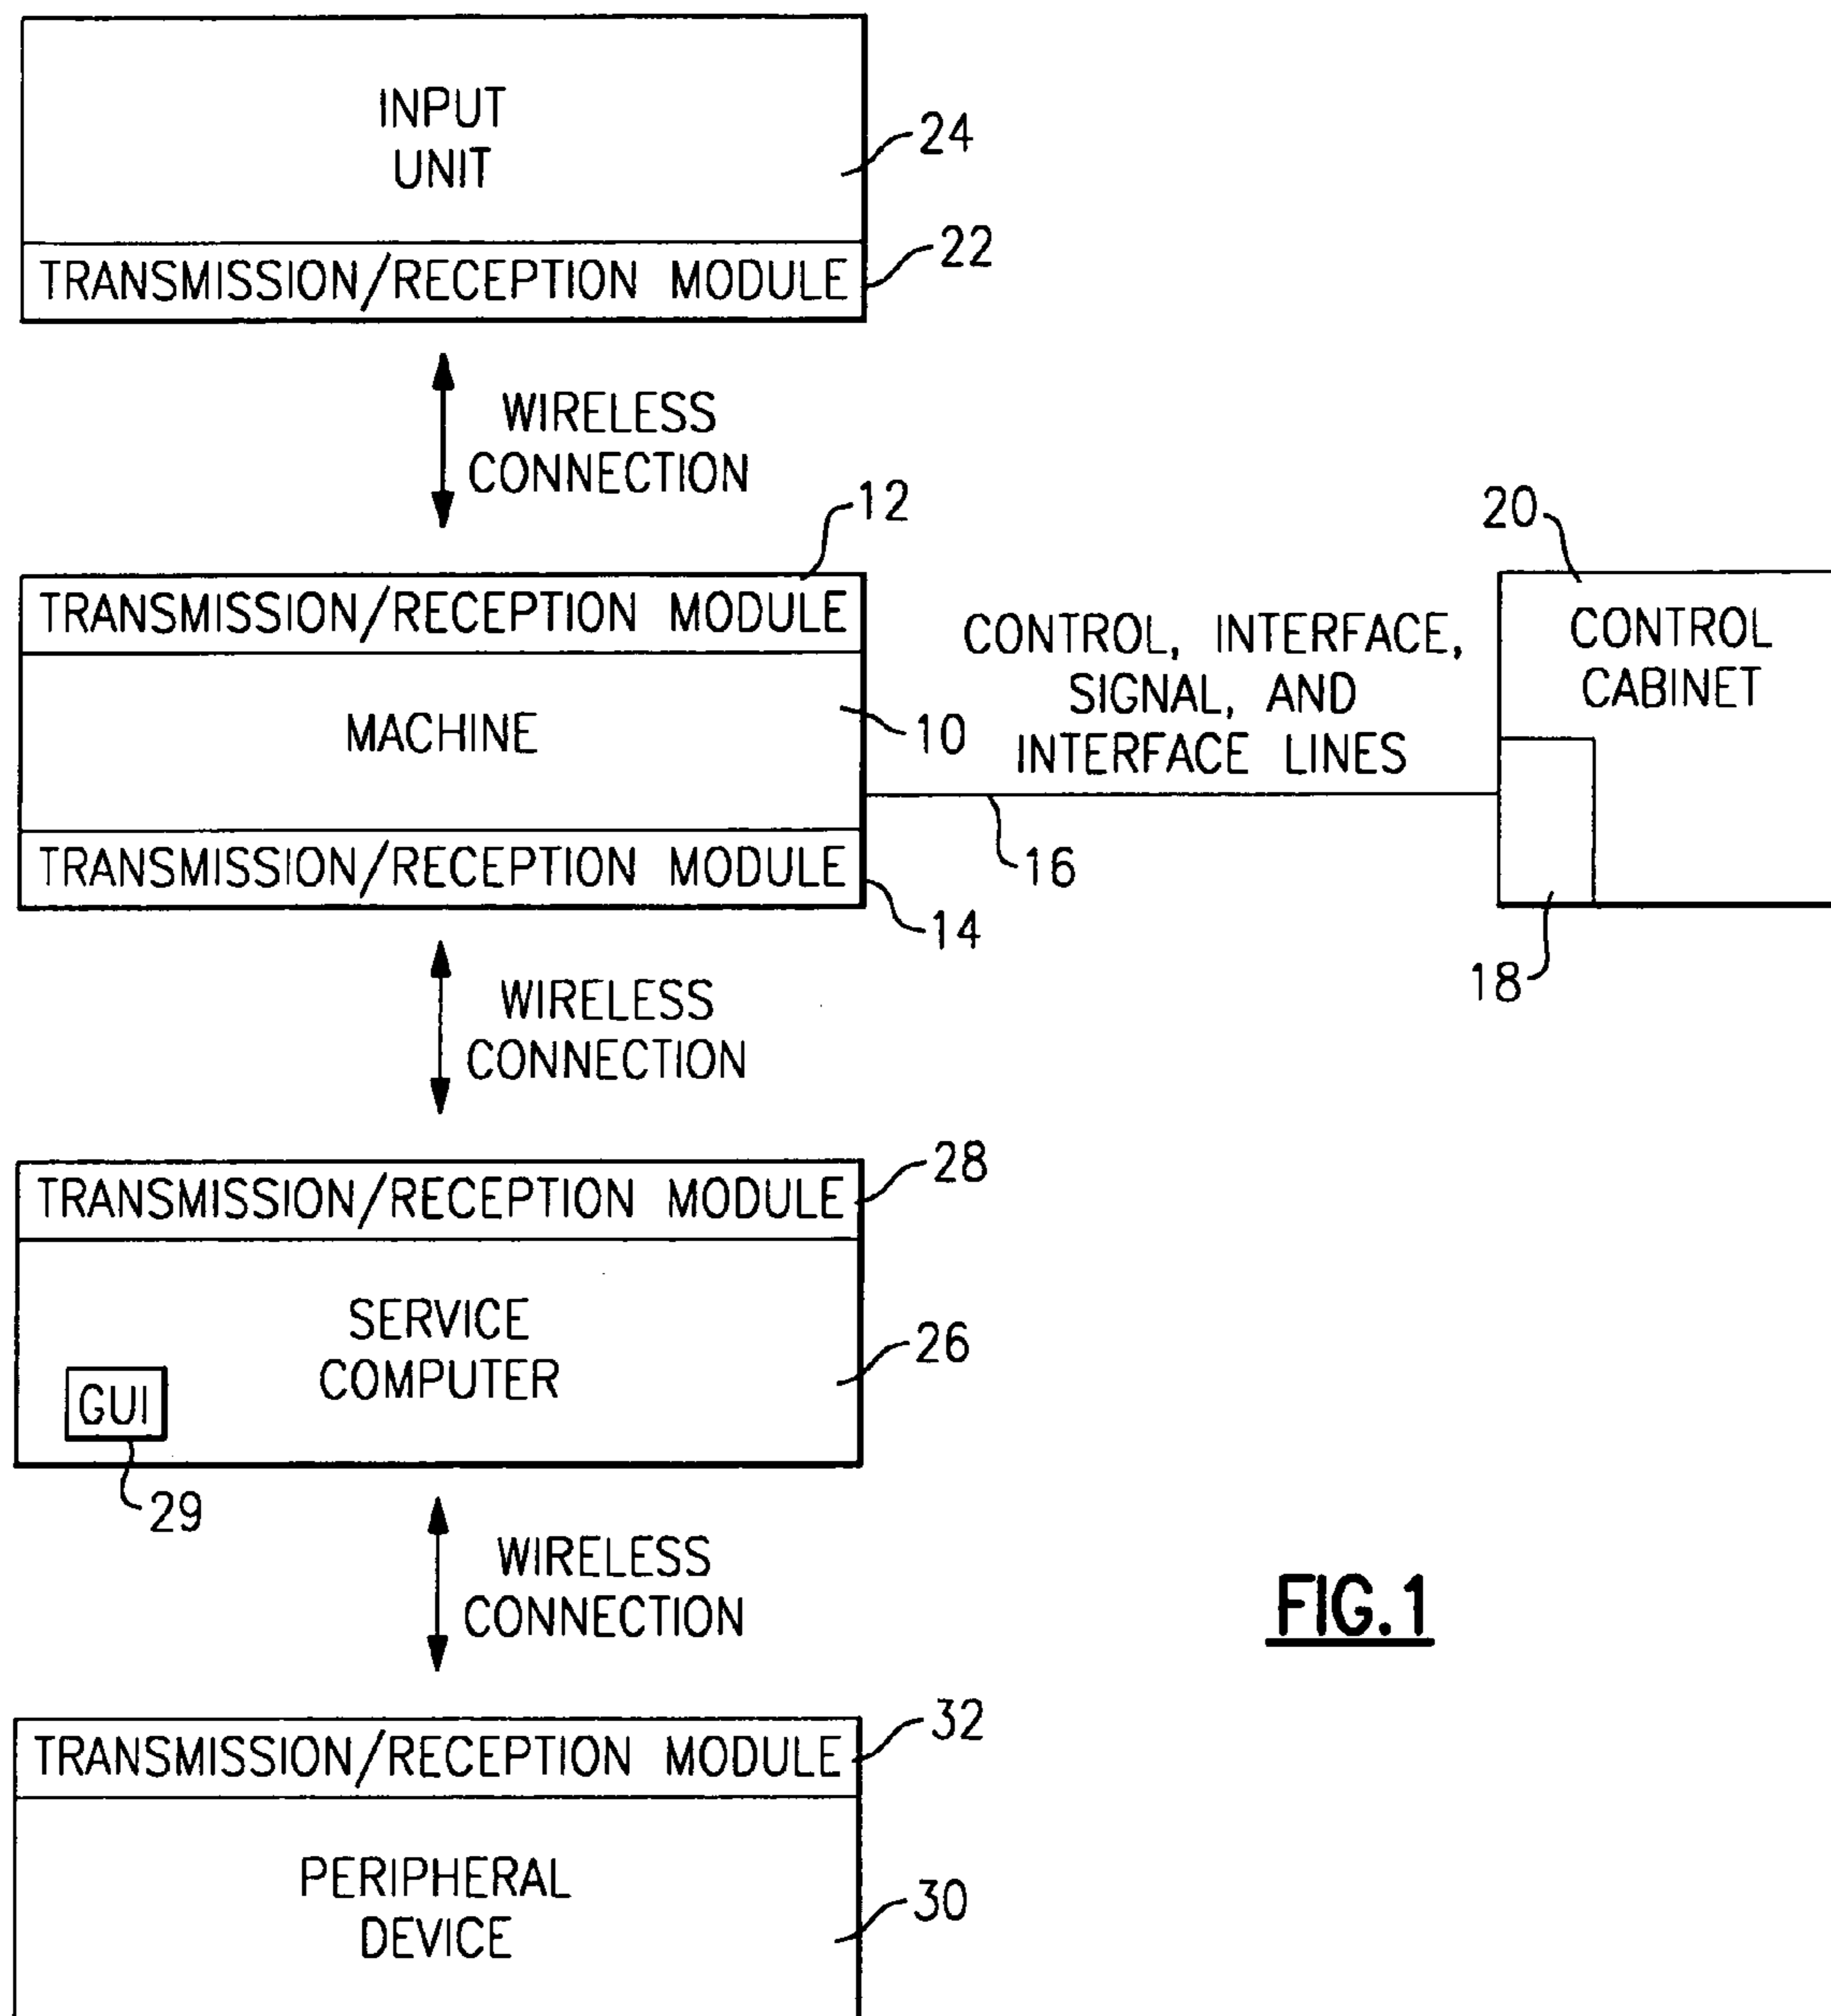 INPUT
UNIT
24
TRANSMISSION/RECEPTION MODULE
22
WIRELESS
CONNECTION
12
TRANSMISSION/RECEPTION MODULE
MACHINE
10
TRANSMISSION/RECEPTION MODULE
14
CONTROL, INTERFACE,
SIGNAL, AND
INTERFACE LINES
16
20
CONTROL
CABINET
18
WIRELESS
CONNECTION
TRANSMISSION/RECEPTION MODULE
28
SERVICE
COMPUTER
26
GUI
29
WIRELESS
CONNECTION
FIG.1
TRANSMISSION/RECEPTION MODULE
32
PERIPHERAL
DEVICE
30